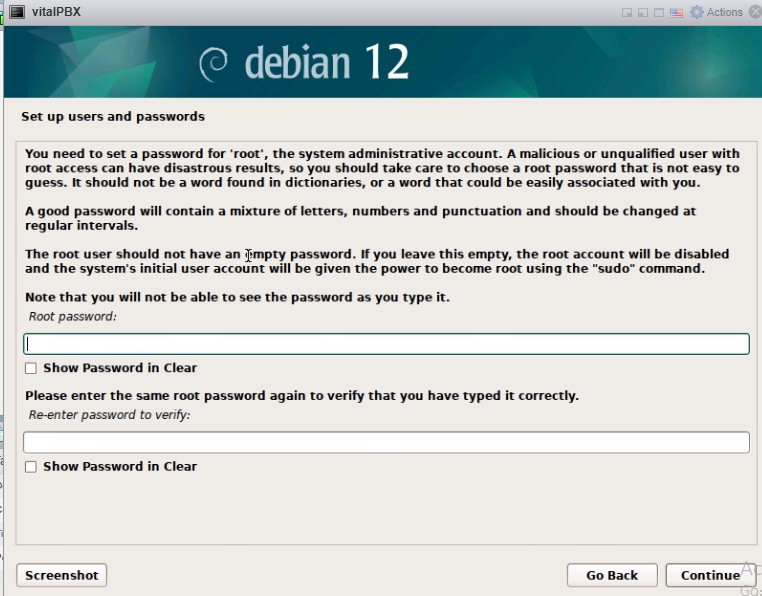 vitalPBX
Actions
debian 12
Set up users and passwords
You need to set a password for 'root', the system administrative account. A malicious or unqualified user with
root access can have disastrous results, so you should take care to choose a root password that is not easy to
guess. It should not be a word found in dictionaries, or a word that could be easily associated with you.
A good password will contain a mixture of letters, numbers and punctuation and should be changed at
regular intervals.
The root user should not have an empty password. If you leave this empty, the root account will be disabled
and the system's initial user account will be given the power to become root using the "sudo" command.
Note that you will not be able to see the password as you type it.
Root password:
Show Password in Clear
Please enter the same root password again to verify that you have typed it correctly.
Re-enter password to verify:
Show Password in Clear
Screenshot
Go Back
Continue